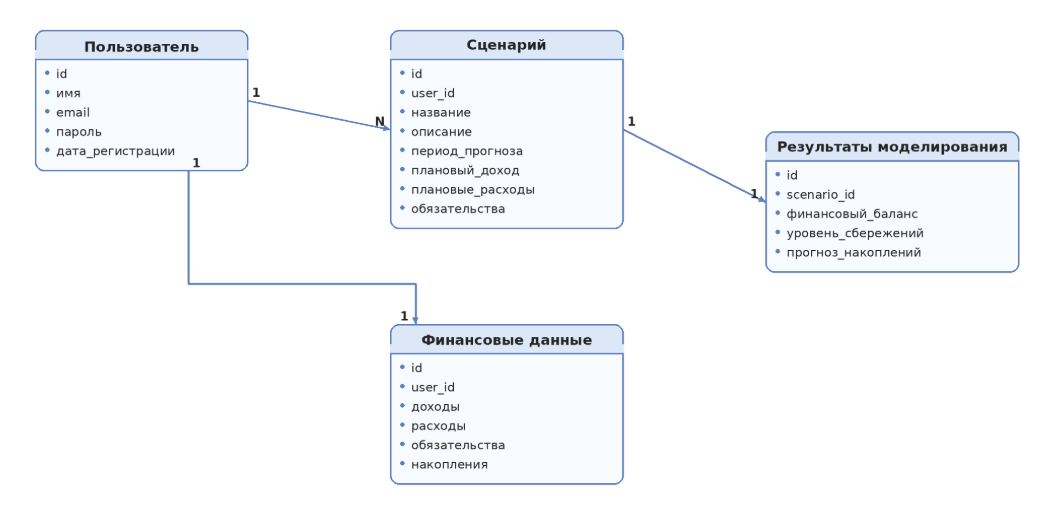 Пользователь
id
имя
email
пароль
дата_регистрации
1
1
N
Сценарий
id
user_id
название
описание
период_прогноза
плановый_доход
плановые_расходы
обязательства
1
1
Результаты моделирования
id
scenario_id
финансовый_баланс
уровень_сбережений
прогноз_накоплений
1
Финансовые данные
id
user_id
доходы
расходы
обязательства
накопления